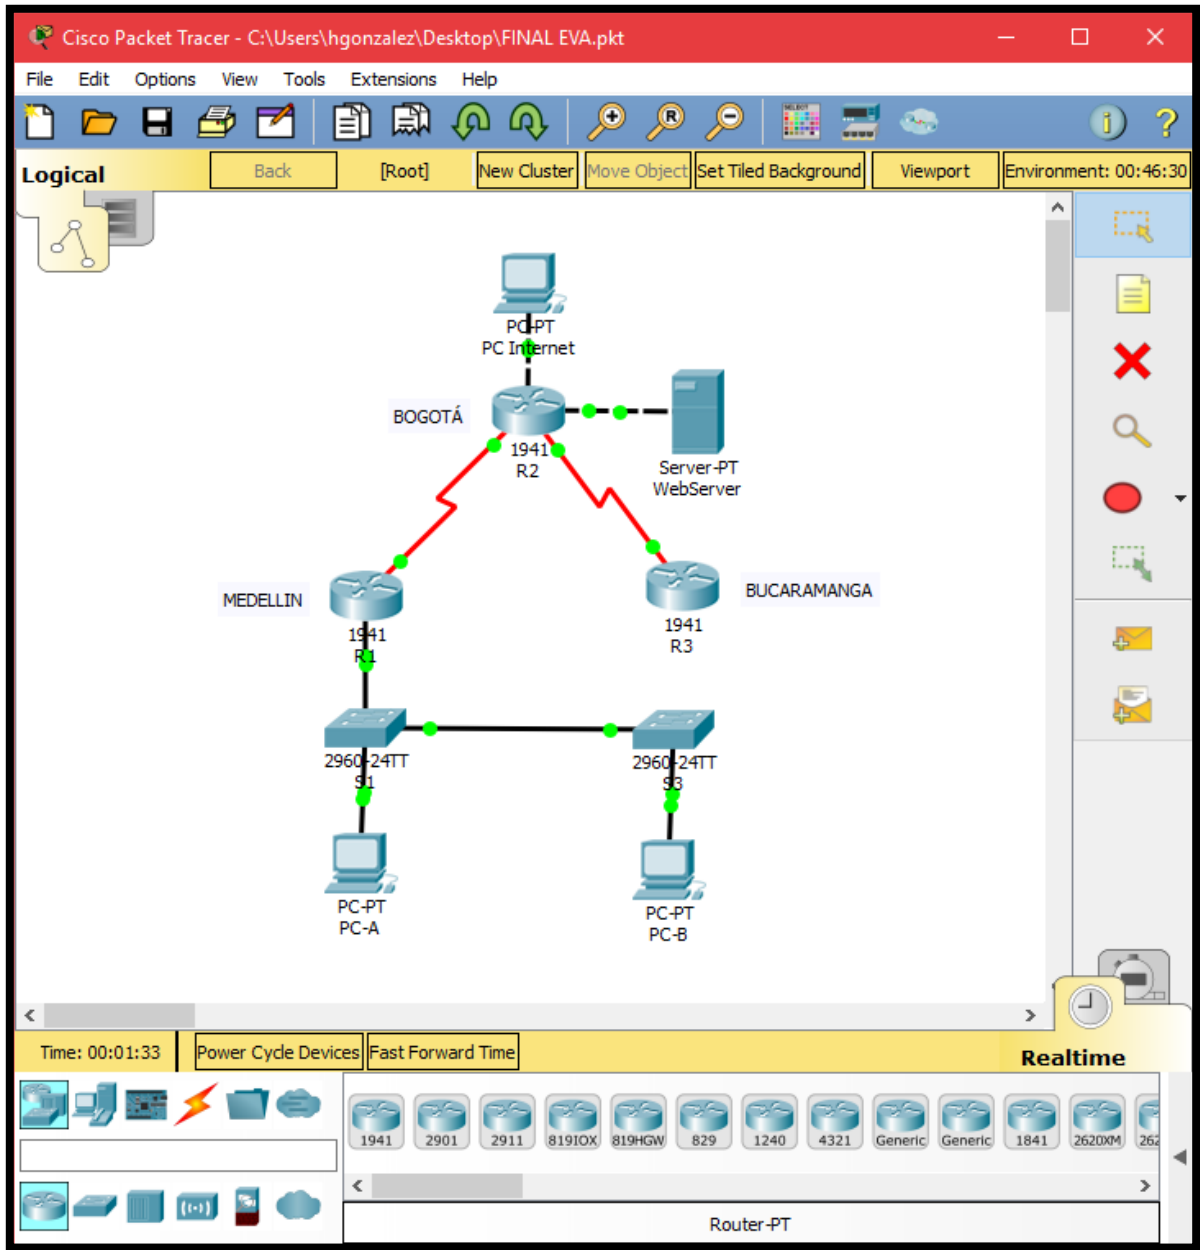 Cisco Packet Tracer - C:\Users\hgonzalez\Desktop\FINAL EVA.pkt
File Edit Options View Tools Extensions Help
SELECT
R
i ?
Logical Back [Root] New Cluster Move Object Set Tiled Background Viewport Environment: 00:46:30
PC-PT
PC Internet
BOGOTÁ
1941
R2
Server-PT
WebServer
MEDELLIN
1941
R1
BUCARAMANGA
1941
R3
2960-24TT
S1
2960-24TT
S3
PC-PT
PC-A
PC-PT
PC-B
Time: 00:01:33 Power Cycle Devices Fast Forward Time
Realtime
1941 2901 2911 819IOX 819HGW 829 1240 4321 Generic Generic 1841 2620XM 262
Router-PT